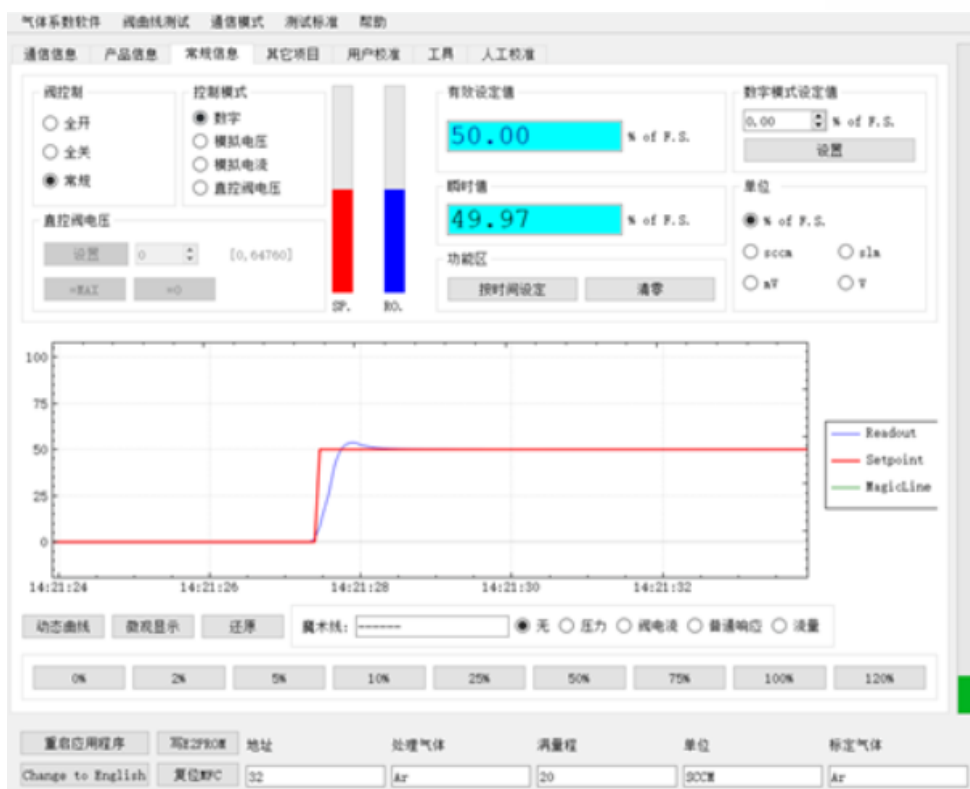 气体系数软件 阀曲线测试 通信模式 测试标准 帮助
通信信息 产品信息 常规信息 其它项目 用户校准 工具 人工校准
阀控制 控制模式 有效设定值 数字模式设定值
全开 数字 50.00 % of F.S. 0.00 % of F.S.
全关 模拟电压 设置
常规 模拟电流
直控阀电压 瞬时值 单位
直控阀电压 49.97 % of F.S. % of F.S.
设置 0 [0,64760] 功能区 sccm slm
=MAX =0 按时间设定 清零 mV V
SP. RO.
100
75
50
25
0
14:21:24 14:21:26 14:21:28 14:21:30 14:21:32
Readout
Setpoint
MagicLine
动态曲线 微观显示 还原 魔术线: ------ 无 压力 阀电流 普通响应 流量
0% 2% 5% 10% 25% 50% 75% 100% 120%
重启应用程序 写E2PROM 地址 处理气体 满量程 单位 标定气体
Change to English 复位MFC 32 Ar 20 SCCM Ar